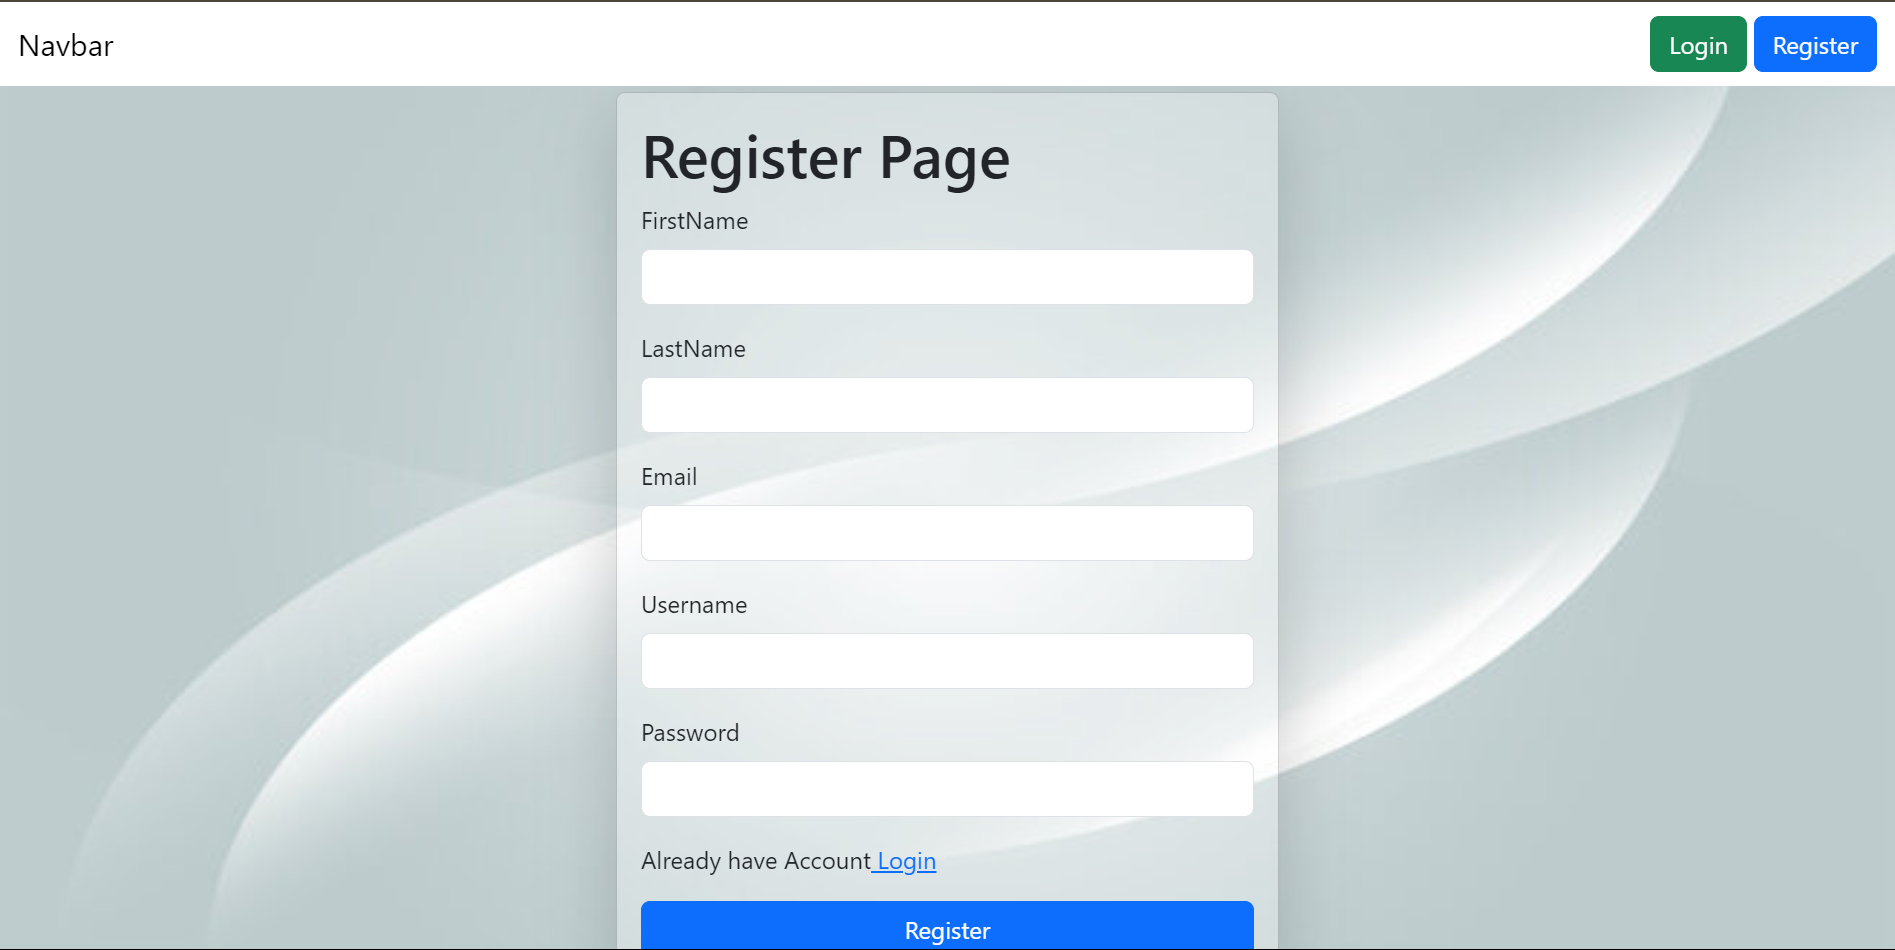 Navbar
Login
Register
Register Page
FirstName
LastName
Email
Username
Password
Already have Account Login
Register